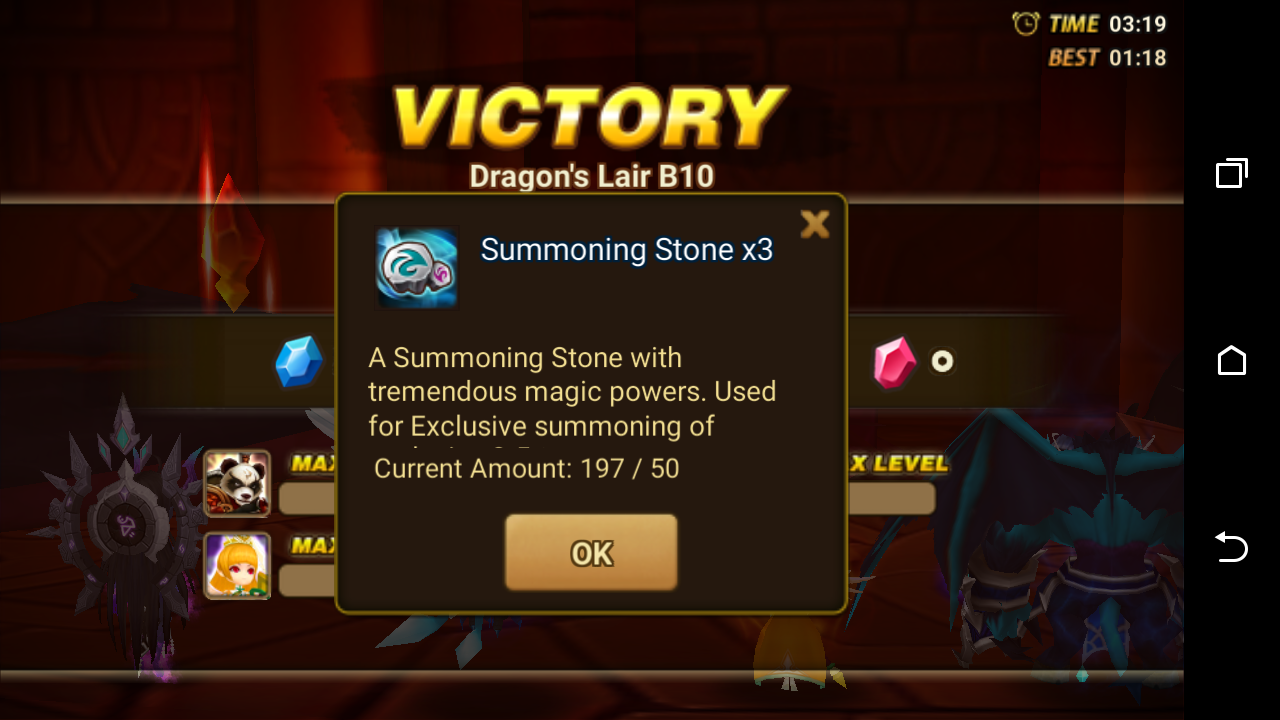 TIME 03:19
BEST 01:18
VICTORY
Dragon's Lair B10
Summoning Stone x3
A Summoning Stone with
tremendous magic powers. Used
for Exclusive summoning of
Current Amount: 197 / 50
MAX
X LEVEL
MAX
OK